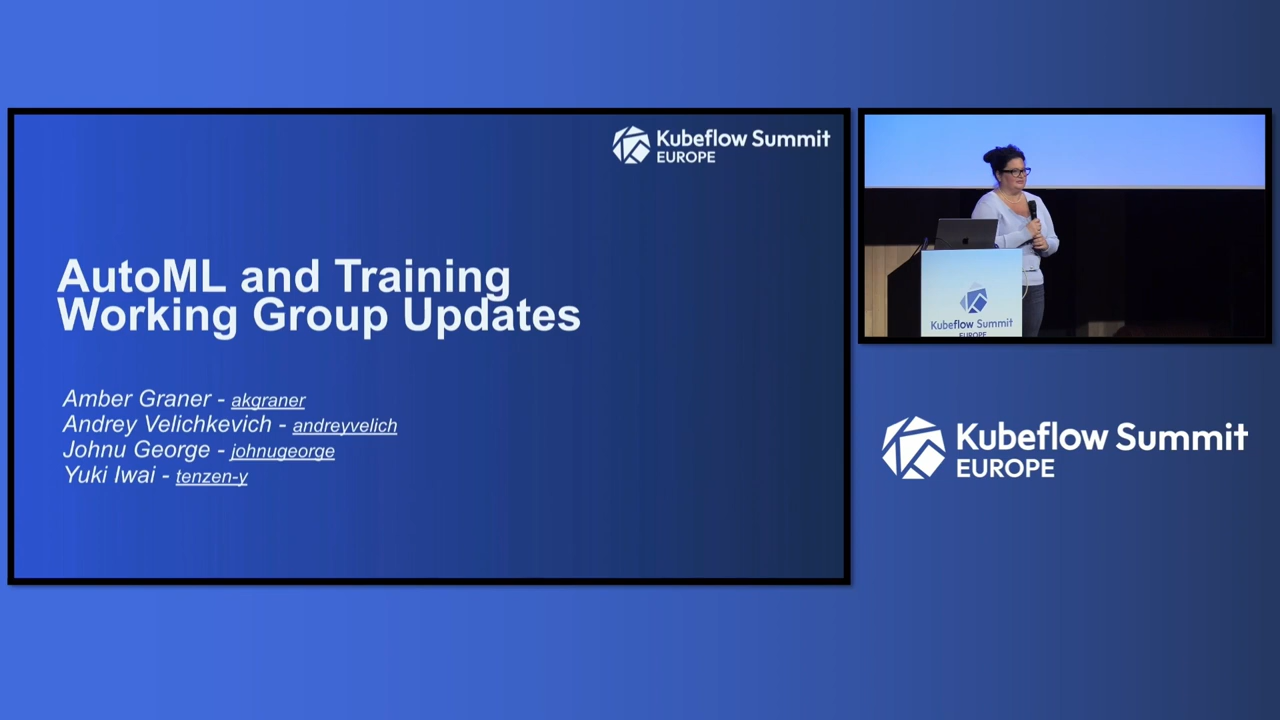 Kubeflow Summit
EUROPE
AutoML and Training
Working Group Updates
Amber Graner - akgraner
Andrey Velichkevich - andreyvelich
Johnu George - johnugeorge
Yuki Iwai - tenzen-y
Kubeflow Summit
EUROPE
Kubeflow Summit
EUROPE